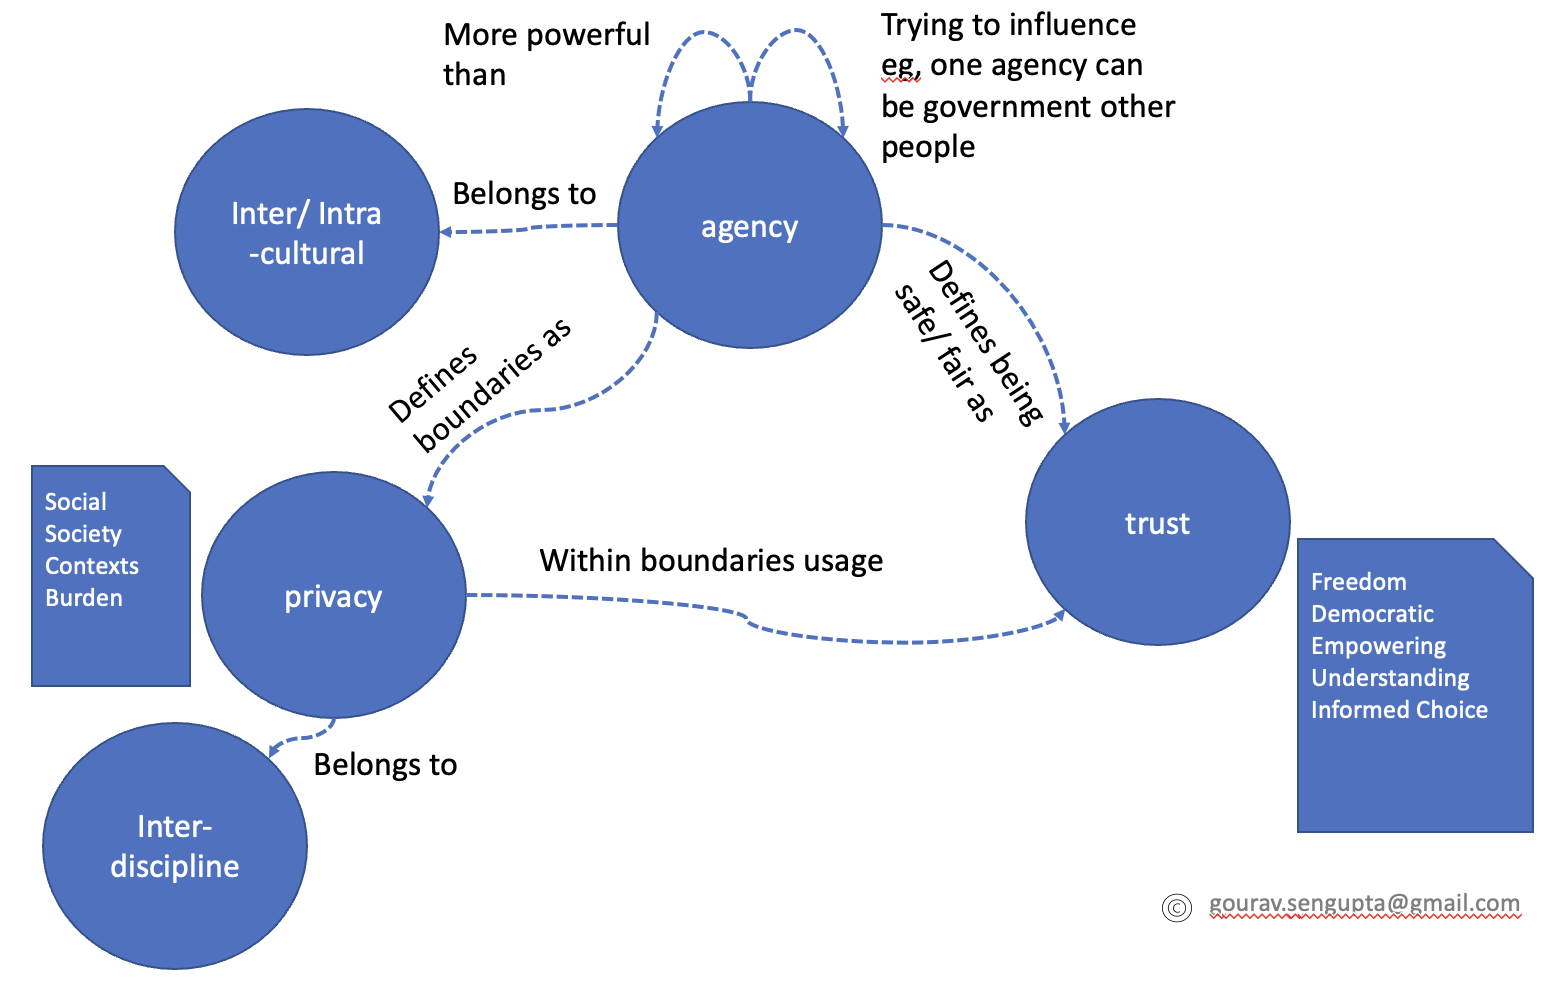 More powerful
than
Trying to influence
eg, one agency can
be government other
people
Inter/ Intra
-cultural
Belongs to
agency
Defines
boundaries as
Defines being
safe/ fair as
Social
Society
Contexts
Burden
privacy
Within boundaries usage
trust
Freedom
Democratic
Empowering
Understanding
Informed Choice
Belongs to
Inter-
discipline
© gourav.sengupta@gmail.com